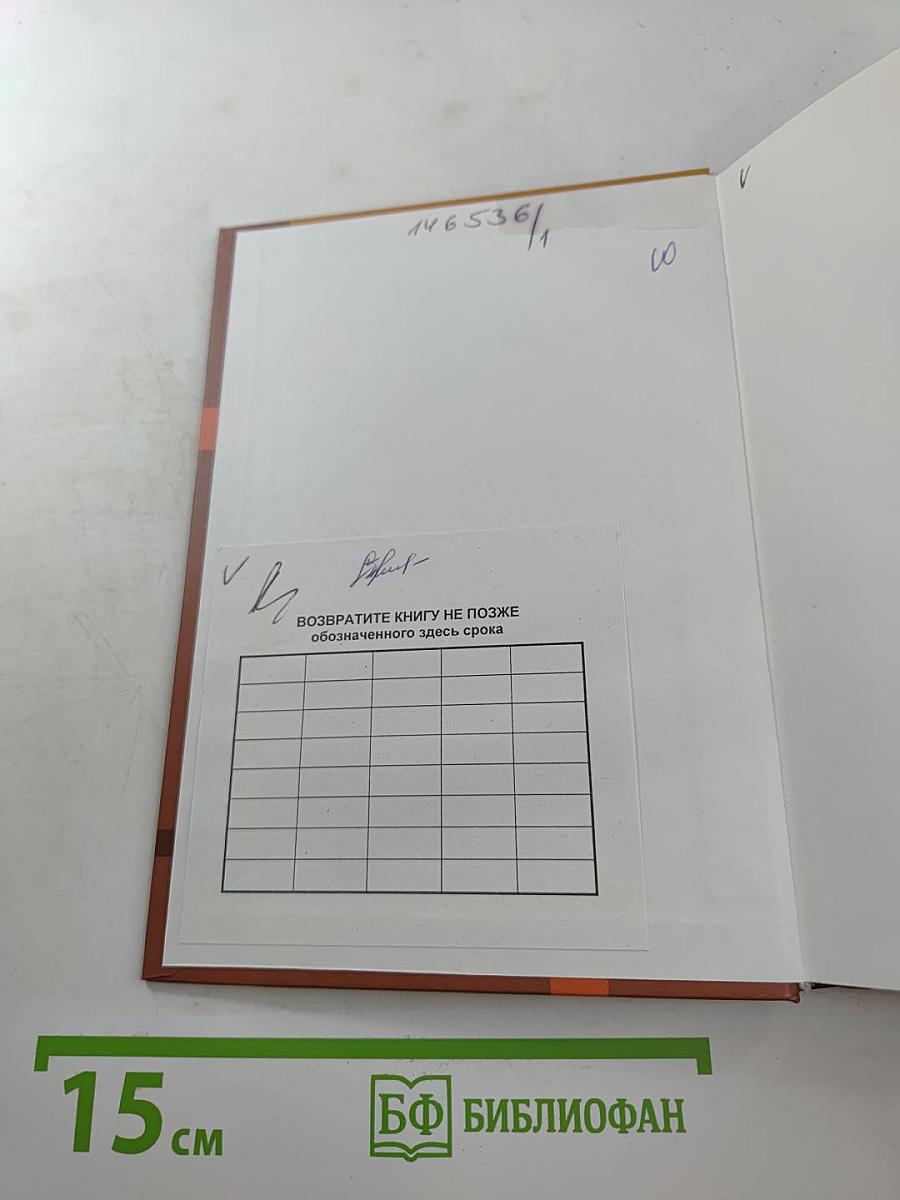 146536/1
V
V
ВОЗВРАТИТЕ КНИГУ НЕ ПОЗЖЕ
обозначенного здесь срока
15 см
БФ БИБЛИОФАН